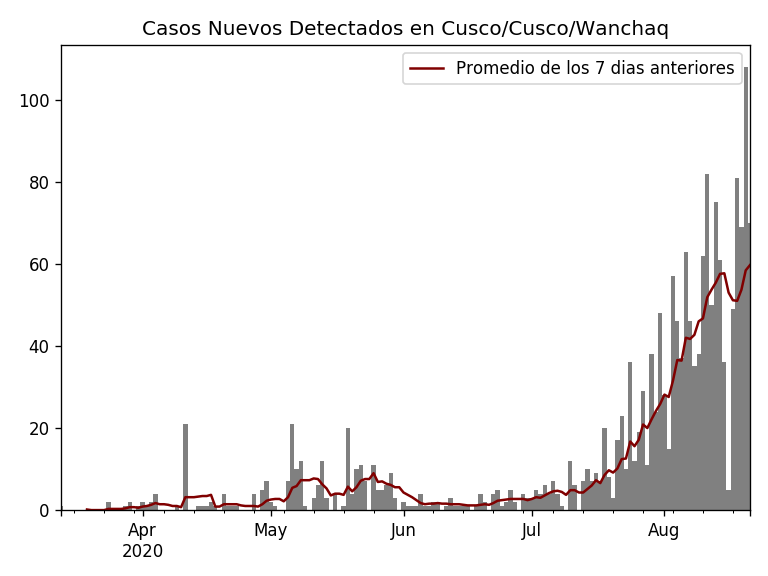 Casos Nuevos Detectados en Cusco/Cusco/Wanchaq
Promedio de los 7 dias anteriores
100
80
60
40
20
0
Apr May Jun Jul Aug
2020